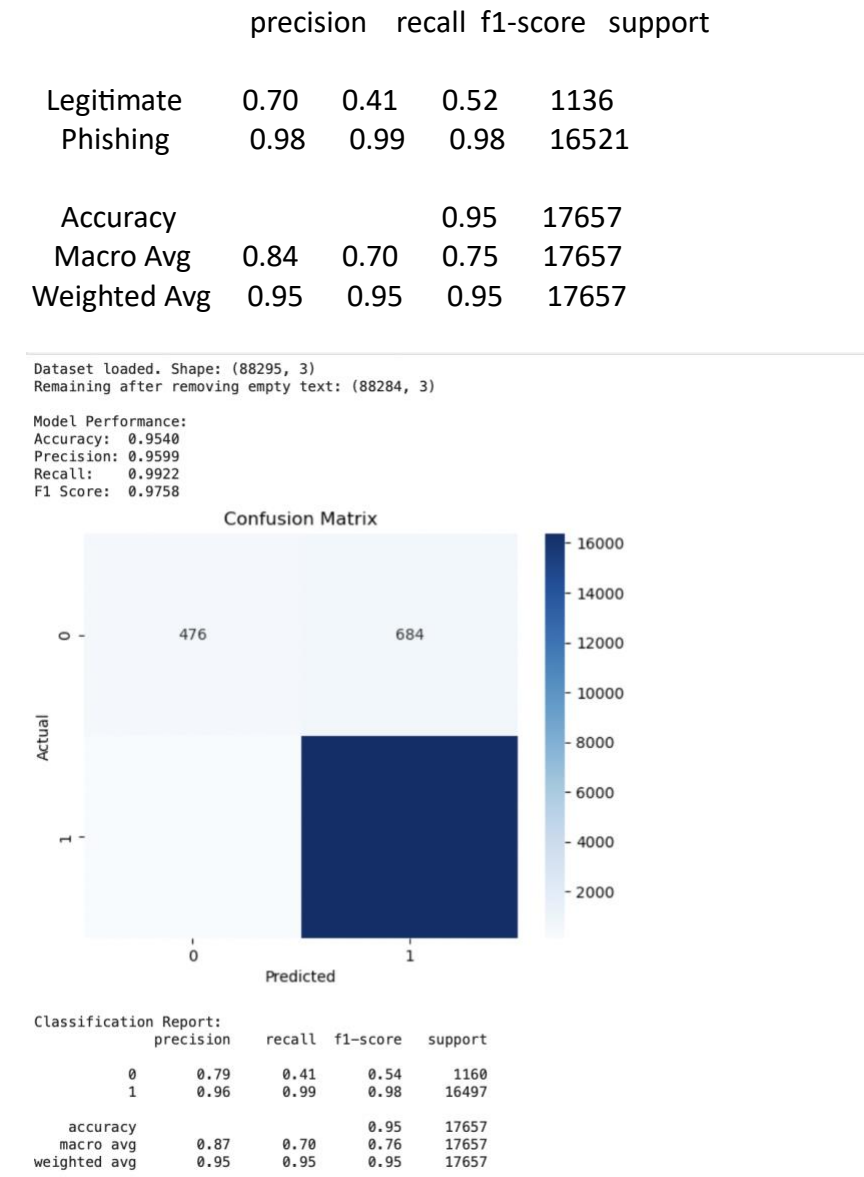 precision recall f1-score support
Legitimate 0.70 0.41 0.52 1136
Phishing 0.98 0.99 0.98 16521
Accuracy 0.95 17657
Macro Avg 0.84 0.70 0.75 17657
Weighted Avg 0.95 0.95 0.95 17657
Dataset loaded. Shape: (88295, 3)
Remaining after removing empty text: (88284, 3)
Model Performance:
Accuracy: 0.9540
Precision: 0.9599
Recall: 0.9922
F1 Score: 0.9758
Confusion Matrix
16000
14000
0 476 684
12000
10000
Actual
8000
6000
1
4000
2000
0 1
Predicted
Classification Report:
precision recall f1-score support
0 0.79 0.41 0.54 1160
1 0.96 0.99 0.98 16497
accuracy 0.95 17657
macro avg 0.87 0.70 0.76 17657
weighted avg 0.95 0.95 0.95 17657